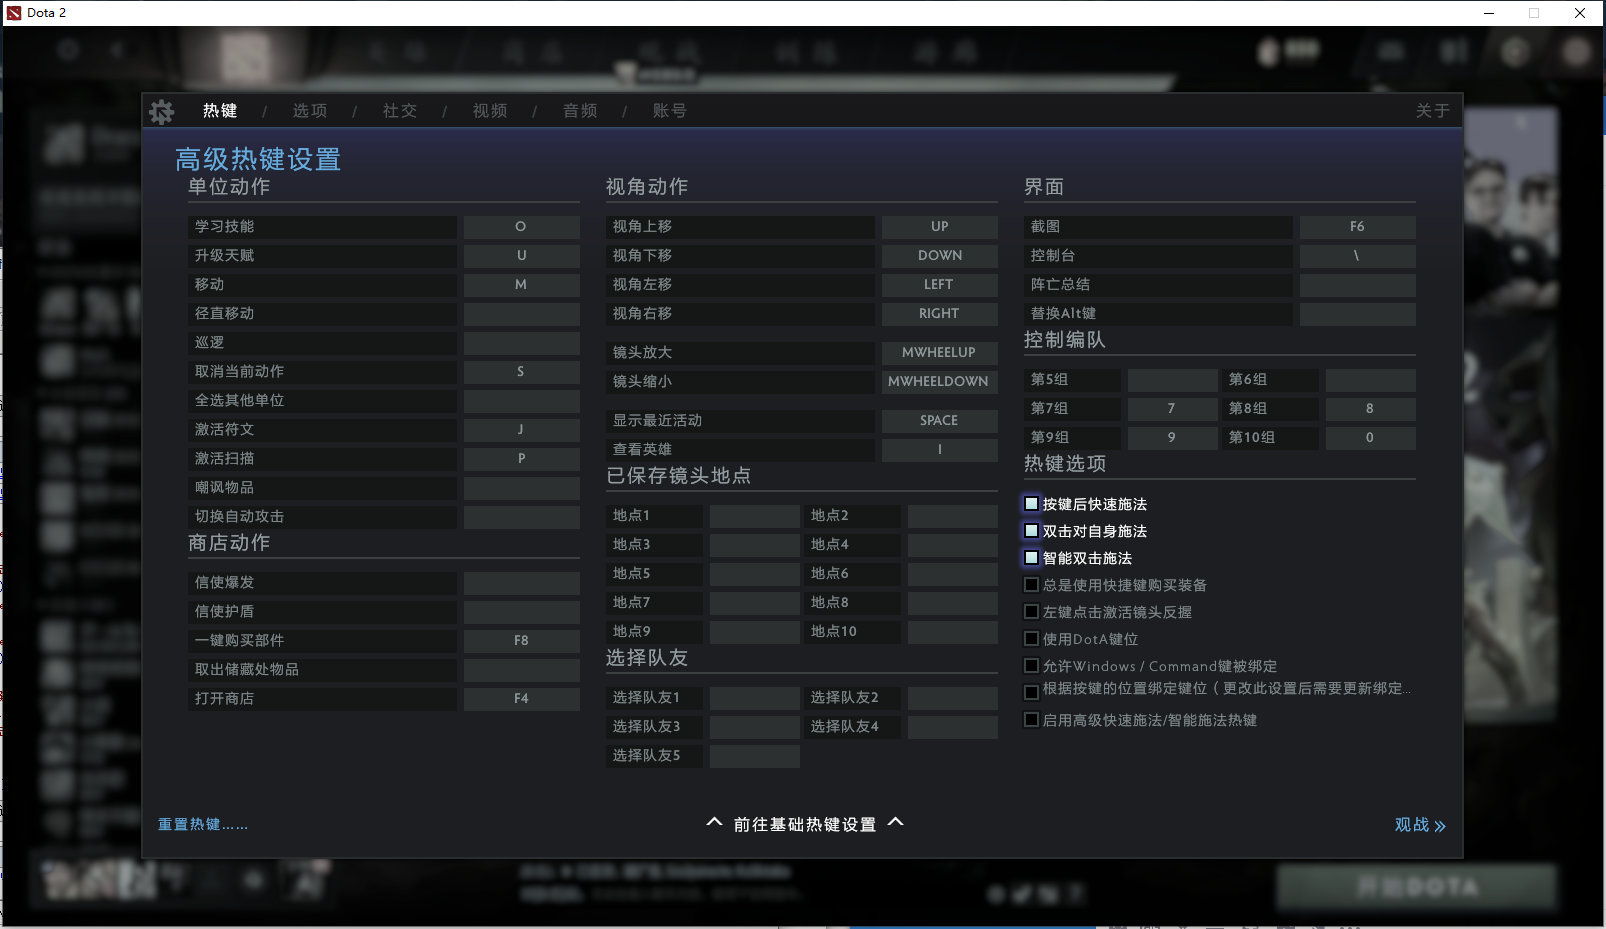 Dota 2
热键 / 选项 / 社交 / 视频 / 音频 / 账号
关于
高级热键设置
单位动作
学习技能 O
升级天赋 U
移动 M
径直移动
巡逻
取消当前动作 S
全选其他单位
激活符文 J
激活扫描 P
嘲讽物品
切换自动攻击
商店动作
信使爆发
信使护盾
一键购买部件 F8
取出储藏处物品
打开商店 F4
视角动作
视角上移 UP
视角下移 DOWN
视角左移 LEFT
视角右移 RIGHT
镜头放大 MWHEELUP
镜头缩小 MWHEELDOWN
显示最近活动 SPACE
查看英雄 I
已保存镜头地点
地点1 地点2
地点3 地点4
地点5 地点6
地点7 地点8
地点9 地点10
选择队友
选择队友1 选择队友2
选择队友3 选择队友4
选择队友5
界面
截图 F6
控制台 \
阵亡总结
替换Alt键
控制编队
第5组 第6组
第7组 7 第8组 8
第9组 9 第10组 0
热键选项
按键后快速施法
双击对自身施法
智能双击施法
总是使用快捷键购买装备
左键点击激活镜头反握
使用DotA键位
允许Windows / Command键被绑定
根据按键的位置绑定键位（更改此设置后需要更新绑定...
启用高级快速施法/智能施法热键
重置热键......
前往基础热键设置
观战 »
开始DOTA